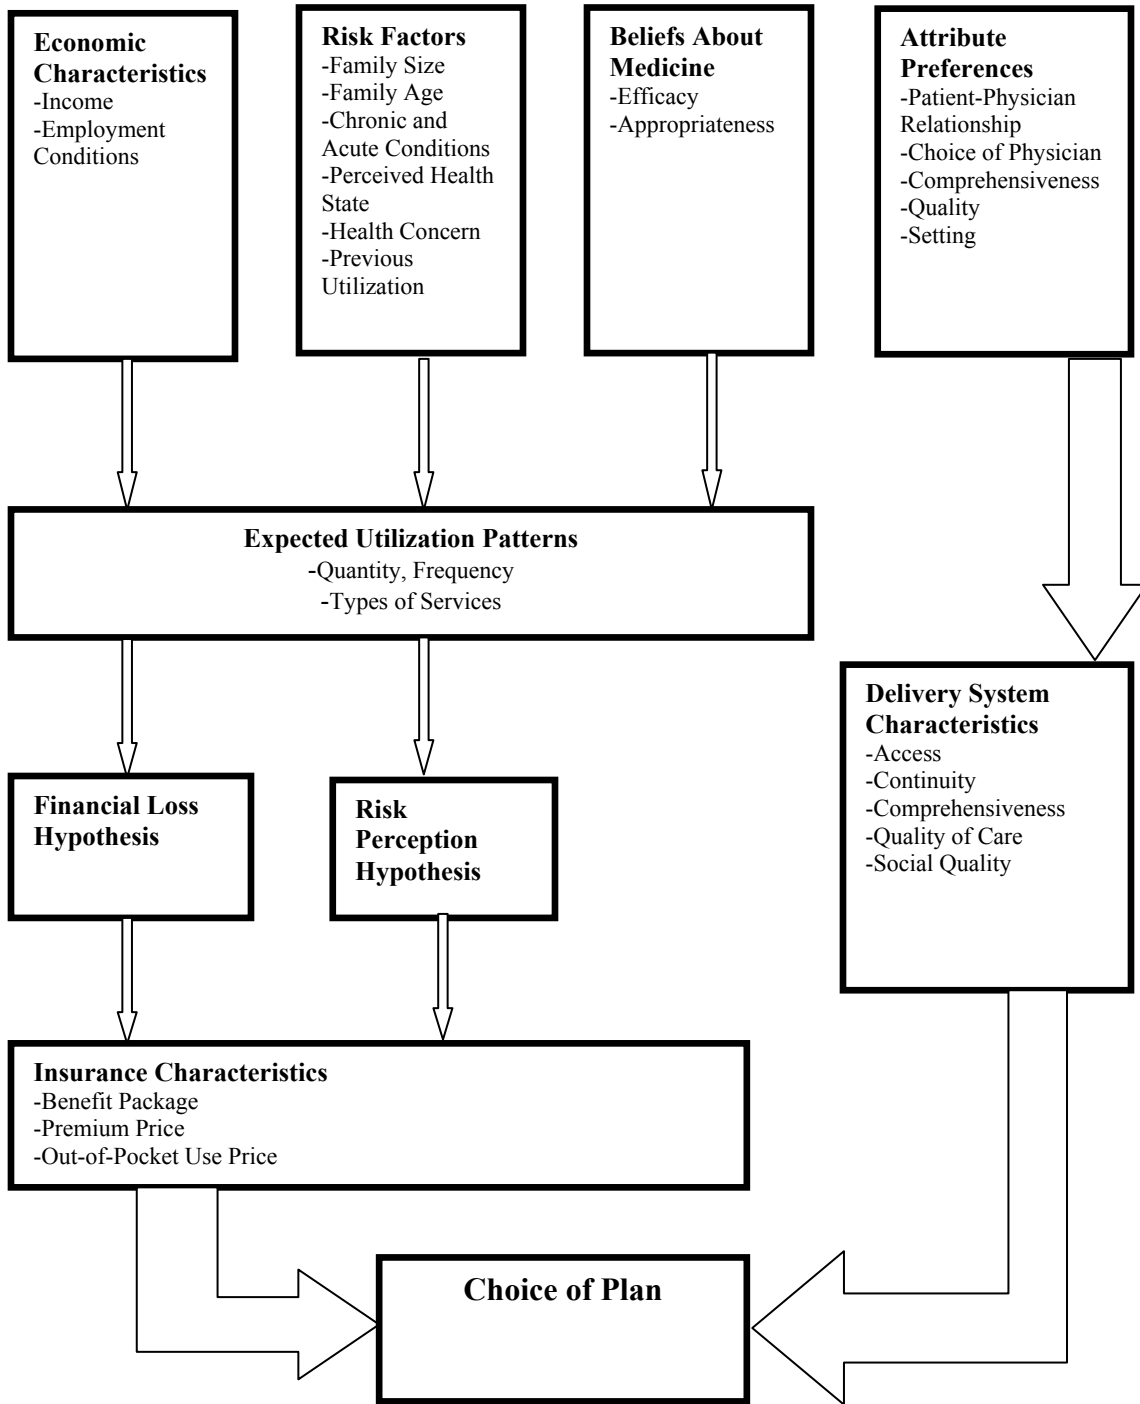 Economic
Characteristics
-Income
-Employment
Conditions
Risk Factors
-Family Size
-Family Age
-Chronic and
Acute Conditions
-Perceived Health
State
-Health Concern
-Previous
Utilization
Beliefs About
Medicine
-Efficacy
-Appropriateness
Attribute
Preferences
-Patient-Physician
Relationship
-Choice of Physician
-Comprehensiveness
-Quality
-Setting
Expected Utilization Patterns
-Quantity, Frequency
-Types of Services
Delivery System
Characteristics
-Access
-Continuity
-Comprehensiveness
-Quality of Care
-Social Quality
Financial Loss
Hypothesis
Risk
Perception
Hypothesis
Insurance Characteristics
-Benefit Package
-Premium Price
-Out-of-Pocket Use Price
Choice of Plan